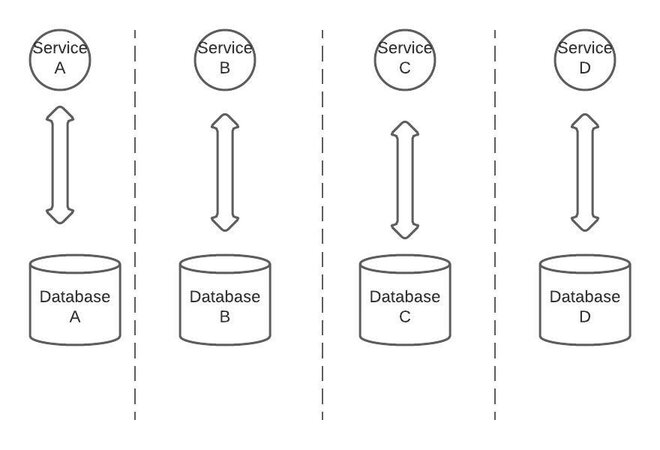 Service
A
Service
B
Service
C
Service
D
Database
A
Database
B
Database
C
Database
D